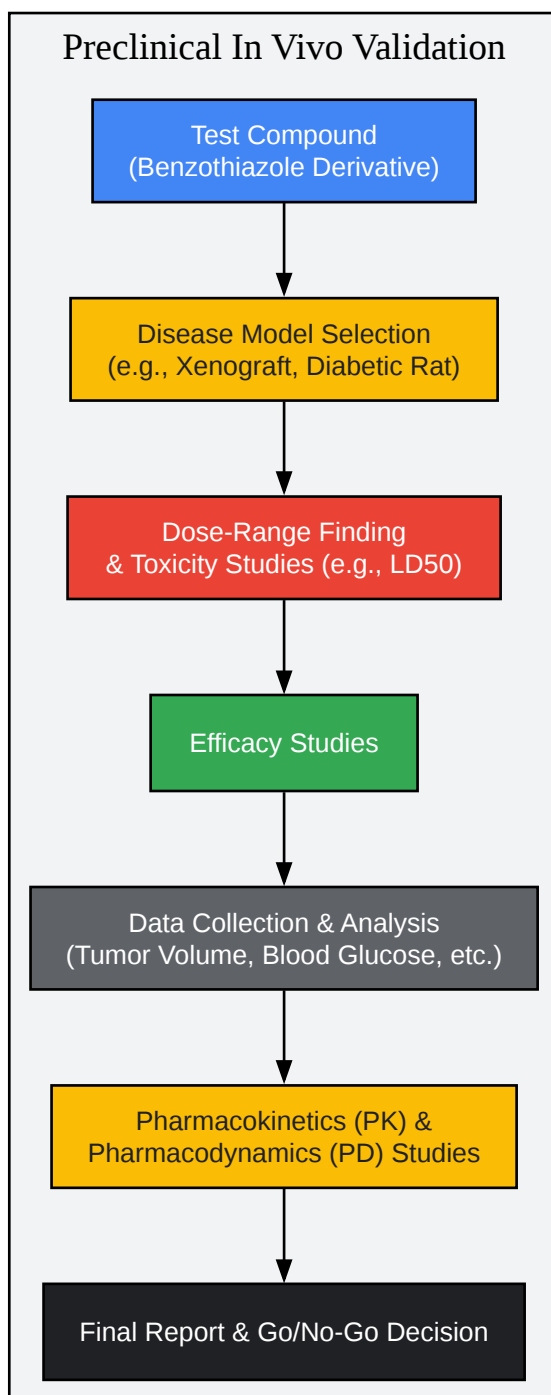 Preclinical In Vivo Validation
Test Compound
(Benzothiazole Derivative)
Disease Model Selection
(e.g., Xenograft, Diabetic Rat)
Dose-Range Finding
& Toxicity Studies (e.g., LD50)
Efficacy Studies
Data Collection & Analysis
(Tumor Volume, Blood Glucose, etc.)
Pharmacokinetics (PK) &
Pharmacodynamics (PD) Studies
Final Report & Go/No-Go Decision